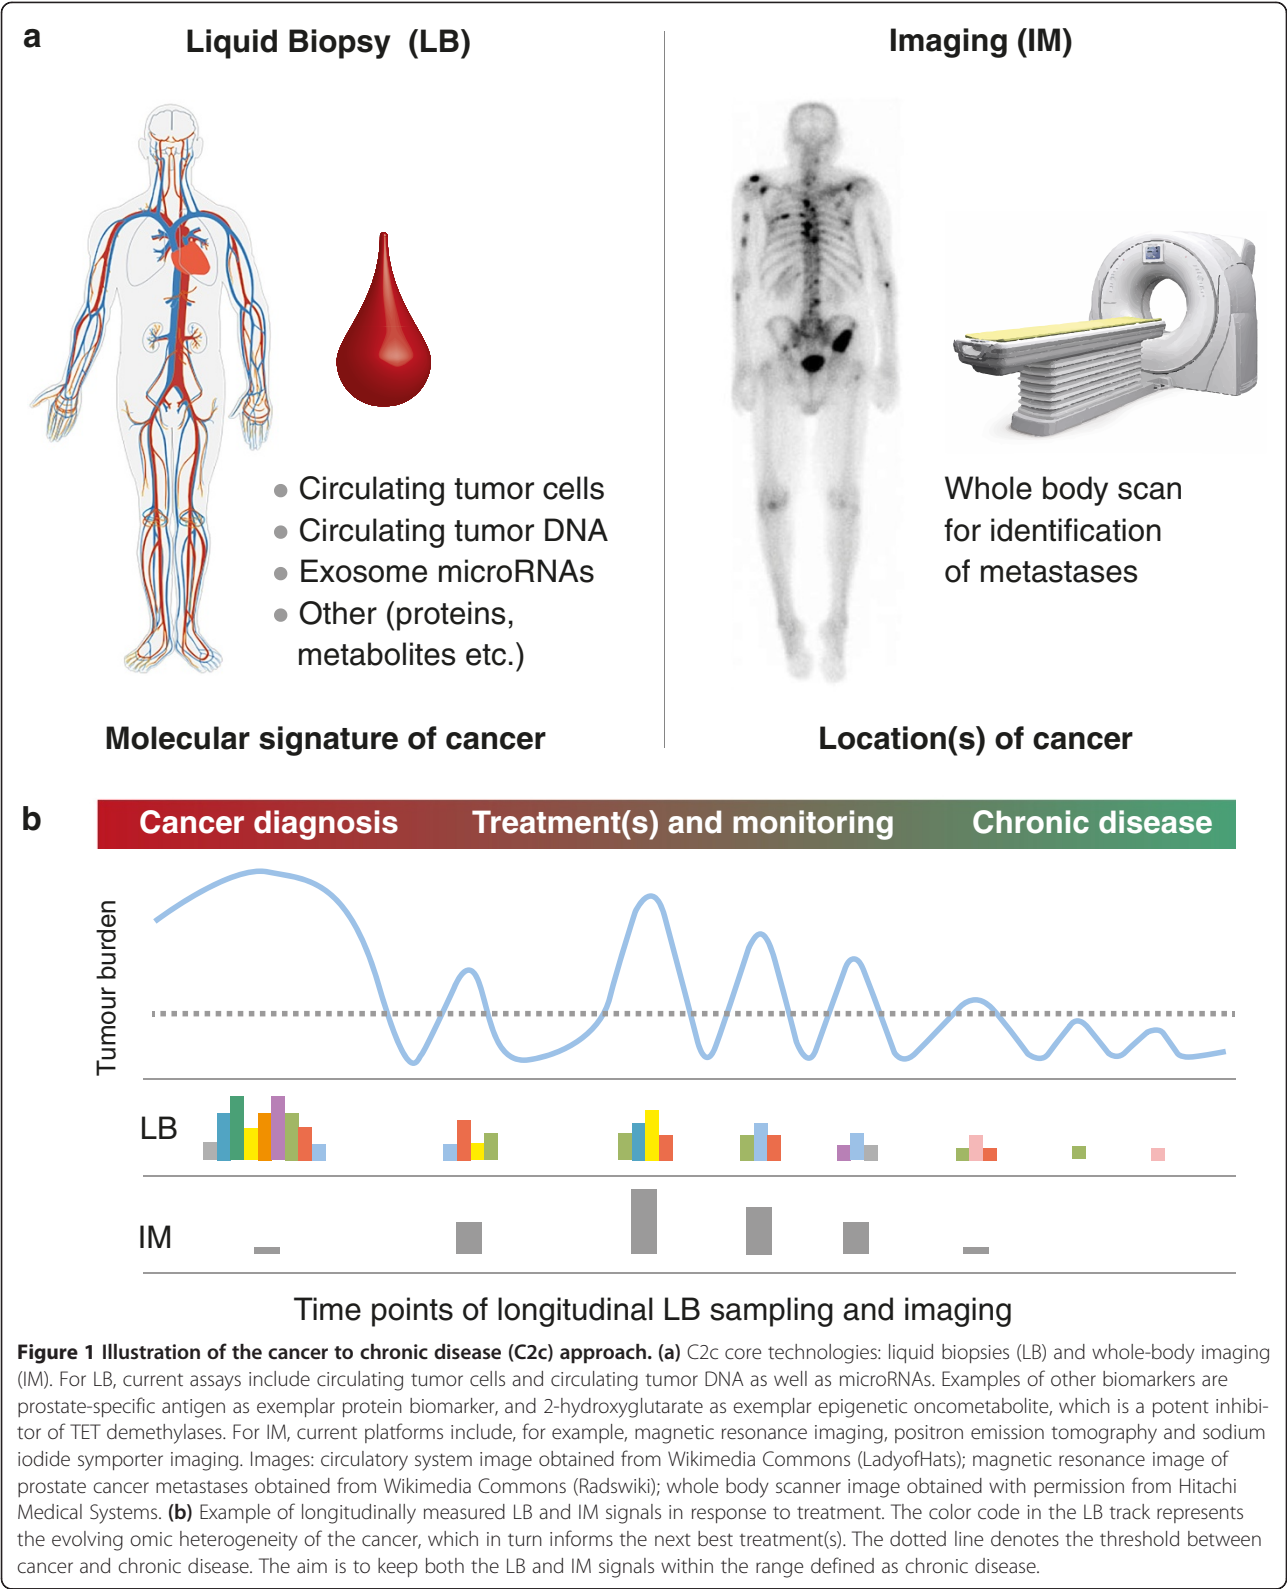 a
Liquid Biopsy (LB)
Imaging (IM)
Circulating tumor cells
Circulating tumor DNA
Exosome microRNAs
Other (proteins,
metabolites etc.)
Whole body scan
for identification
of metastases
Molecular signature of cancer
Location(s) of cancer
b
Cancer diagnosis
Treatment(s) and monitoring
Chronic disease
Tumour burden
LB
IM
Time points of longitudinal LB sampling and imaging
Figure 1 Illustration of the cancer to chronic disease (C2c) approach. (a) C2c core technologies: liquid biopsies (LB) and whole-body imaging
(IM). For LB, current assays include circulating tumor cells and circulating tumor DNA as well as microRNAs. Examples of other biomarkers are
prostate-specific antigen as exemplar protein biomarker, and 2-hydroxyglutarate as exemplar epigenetic oncometabolite, which is a potent inhibi-
tor of TET demethylases. For IM, current platforms include, for example, magnetic resonance imaging, positron emission tomography and sodium
iodide symporter imaging. Images: circulatory system image obtained from Wikimedia Commons (LadyofHats); magnetic resonance image of
prostate cancer metastases obtained from Wikimedia Commons (Radswiki); whole body scanner image obtained with permission from Hitachi
Medical Systems. (b) Example of longitudinally measured LB and IM signals in response to treatment. The color code in the LB track represents
the evolving omic heterogeneity of the cancer, which in turn informs the next best treatment(s). The dotted line denotes the threshold between
cancer and chronic disease. The aim is to keep both the LB and IM signals within the range defined as chronic disease.